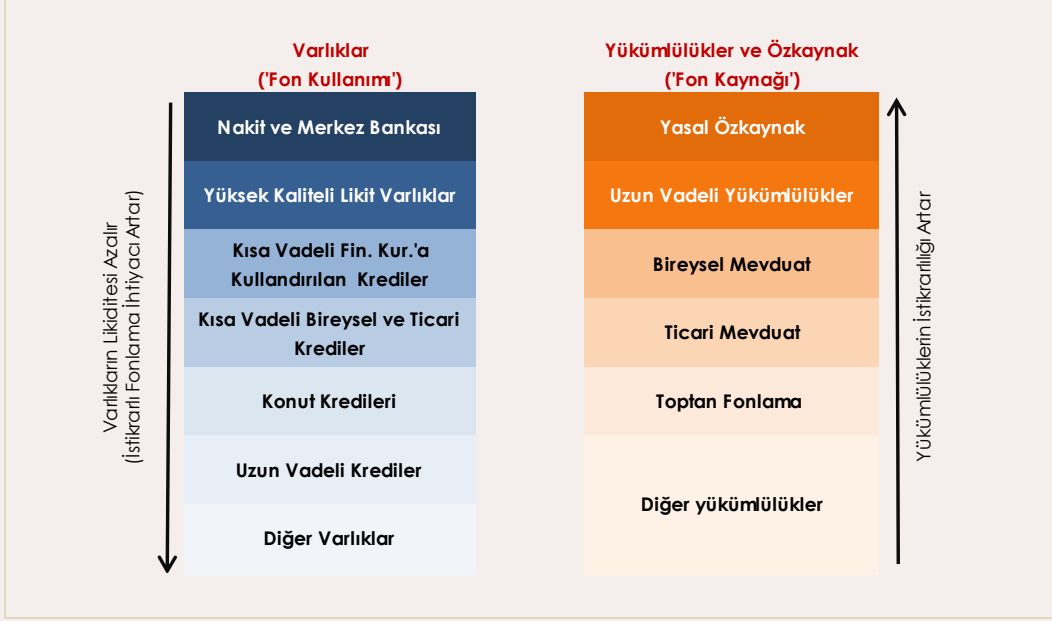 Varlıklar
('Fon Kullanımı')
Yükümlülükler ve Özkaynak
('Fon Kaynağı')
Varlıkların Likiditesi Azalır
(İstikrarlı Fonlama İhtiyacı Artar)
Nakit ve Merkez Bankası
Yüksek Kaliteli Likit Varlıklar
Kısa Vadeli Fin. Kur.'a
Kullandırılan Krediler
Kısa Vadeli Bireysel ve Ticari
Krediler
Konut Kredileri
Uzun Vadeli Krediler
Diğer Varlıklar
Yasal Özkaynak
Uzun Vadeli Yükümlülükler
Bireysel Mevduat
Ticari Mevduat
Toptan Fonlama
Diğer yükümlülükler
Yükümlülüklerin İstikrarlılığı Artar